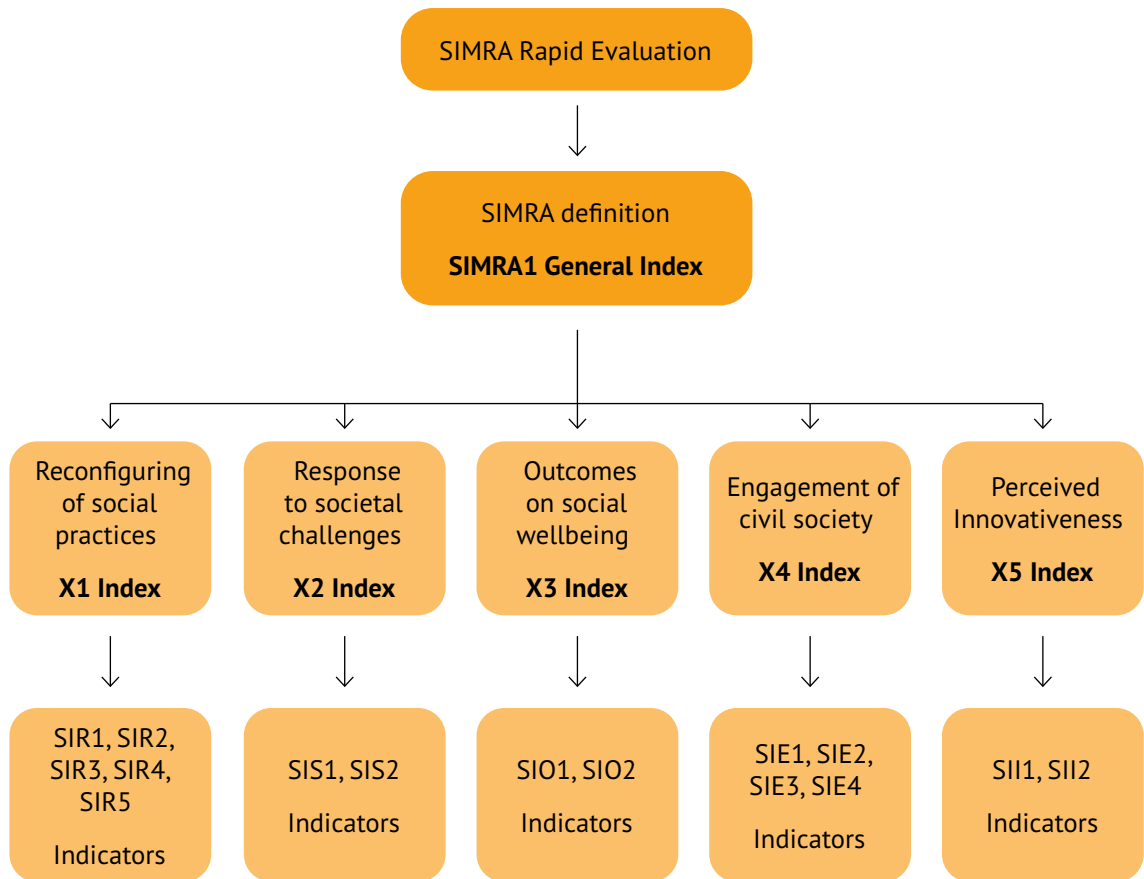 SIMRA Rapid Evaluation
SIMRA definition
SIMRA1 General Index
Reconfiguring
of social
practices
X1 Index
Response
to societal
challenges
X2 Index
Outcomes
on social
wellbeing
X3 Index
Engagement of
civil society
X4 Index
Perceived
Innovativeness
X5 Index
SIR1, SIR2,
SIR3, SIR4,
SIR5
Indicators
SIS1, SIS2
Indicators
SIO1, SIO2
Indicators
SIE1, SIE2,
SIE3, SIE4
Indicators
SII1, SII2
Indicators